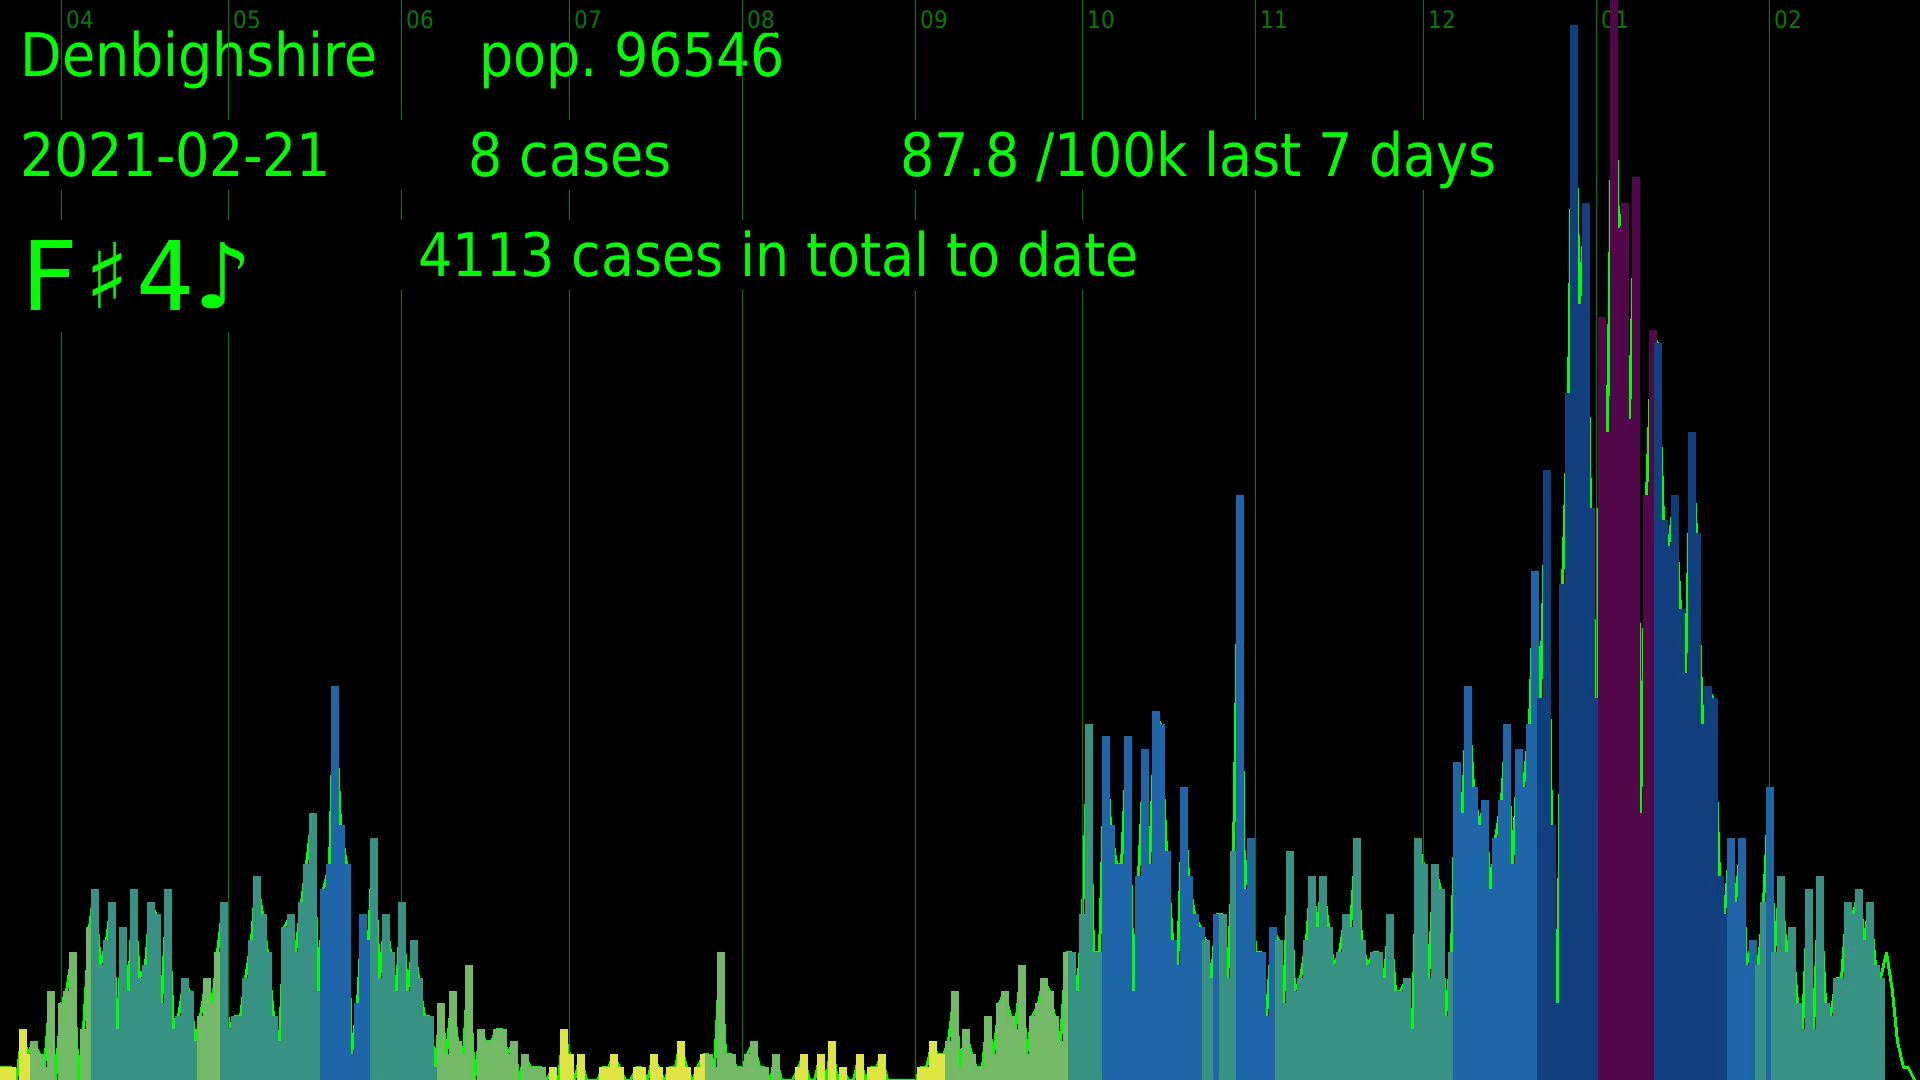 04 05 06 07 08 09 10 11 12 01 02
Denbighshire pop. 96546
2021-02-21 8 cases 87.8 /100k last 7 days
F♯4♪ 4113 cases in total to date